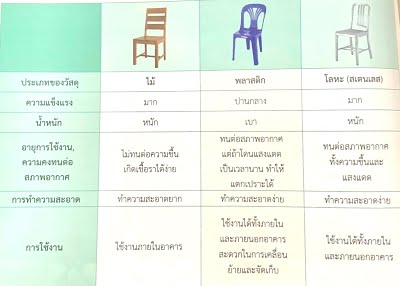 ประเภทของวัสดุ ไม้ พลาสติก โลหะ (สเตนเลส)
ความแข็งแรง มาก ปานกลาง มาก
น้ำหนัก หนัก เบา หนัก
อายุการใช้งาน,
ความคงทนต่อ
สภาพอากาศ
ไม่ทนต่อความชื้น
เกิดเชื้อราได้ง่าย
ทนต่อสภาพอากาศ
แต่ถ้าโดนแสงแดด
เป็นเวลานาน ทำให้
แตกเปราะได้
ทนต่อสภาพอากาศ
ทั้งความชื้นและ
แสงแดด
การทำความสะอาด ทำความสะอาดยาก ทำความสะอาดง่าย ทำความสะอาดง่าย
การใช้งาน
ใช้งานภายในอาคาร
ใช้งานได้ทั้งภายใน
และภายนอกอาคาร
สะดวกในการเคลื่อน
ย้ายและจัดเก็บ
ใช้งานได้ทั้งภายใน
และภายนอกอาคาร